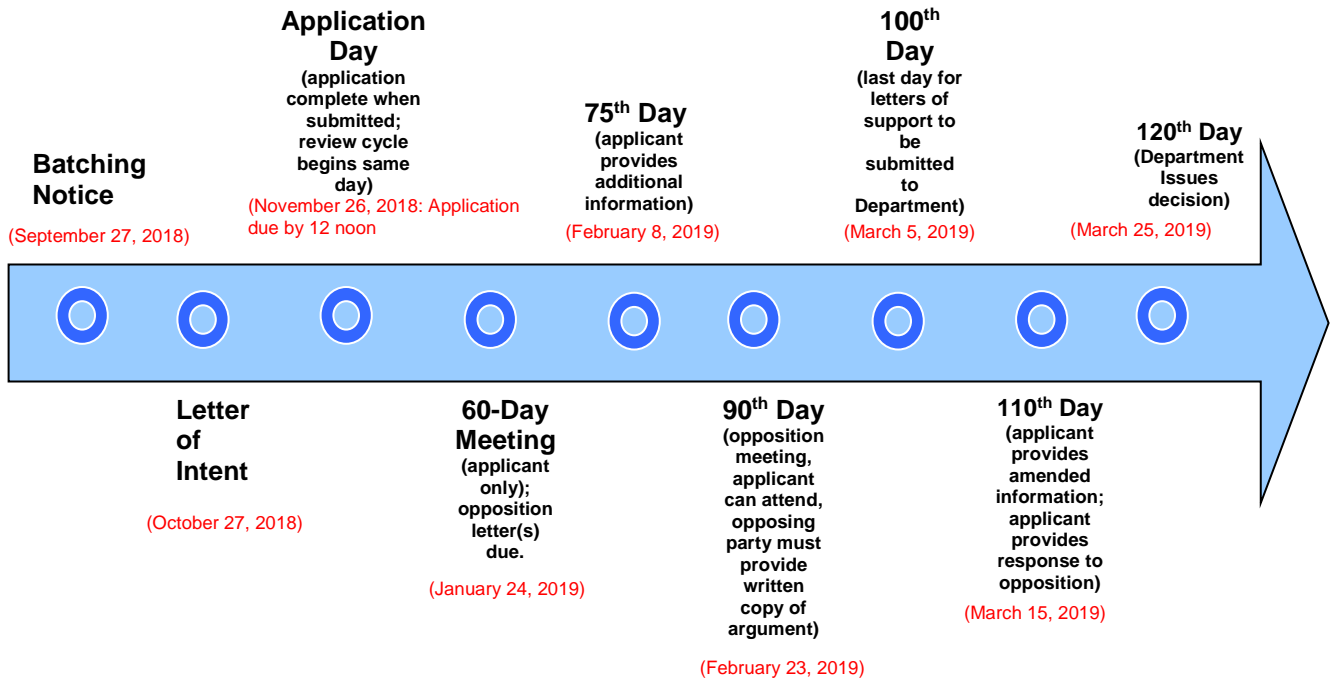 Batching
Notice
(September 27, 2018)
Letter
of
Intent
(October 27, 2018)
Application
Day
(application
complete when
submitted;
review cycle
begins same
day)
(November 26, 2018: Application
due by 12 noon
60-Day
Meeting
(applicant
only);
opposition
letter(s)
due.
(January 24, 2019)
75th Day
(applicant
provides
additional
information)
(February 8, 2019)
90th Day
(opposition
meeting,
applicant
can attend,
opposing
party must
provide
written
copy of
argument)
(February 23, 2019)
100th
Day
(last day for
letters of
support to
be
submitted
to
Department)
(March 5, 2019)
110th Day
(applicant
provides
amended
information;
applicant
provides
response to
opposition)
(March 15, 2019)
120th Day
(Department
Issues
decision)
(March 25, 2019)